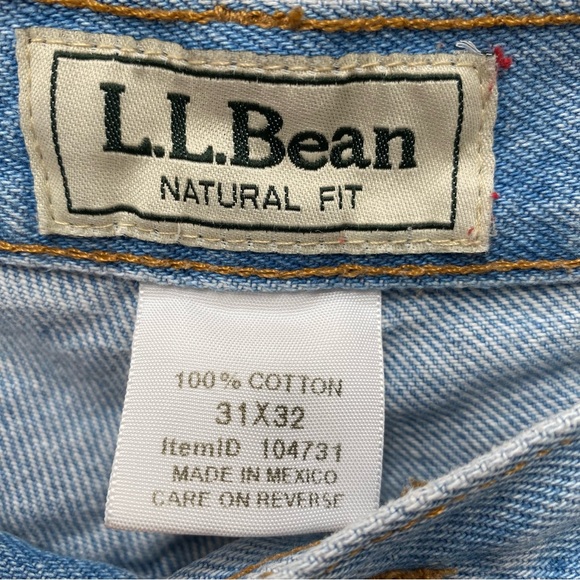 L.L.Bean
NATURAL FIT
100% COTTON
31X32
ItemID 104731
MADE IN MEXICO
CARE ON REVERSE